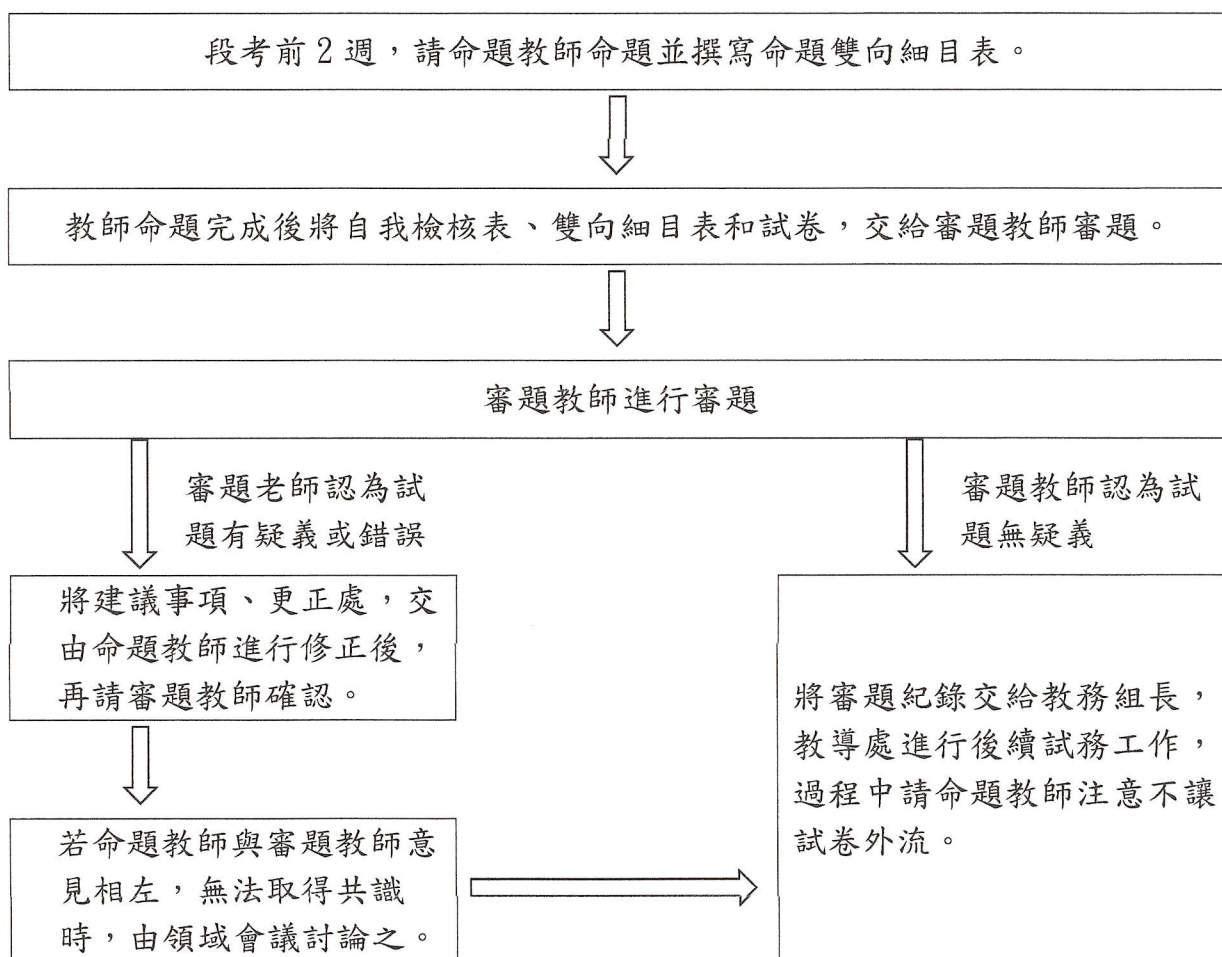 段考前2週，請命題教師命題並撰寫命題雙向細目表。
教師命題完成後將自我檢核表、雙向細目表和試卷，交給審題教師審題。
審題教師進行審題
審題老師認為試
題有疑義或錯誤
審題教師認為試
題無疑義
將建議事項、更正處，交
由命題教師進行修正後，
再請審題教師確認。
若命題教師與審題教師意
見相左，無法取得共識
時，由領域會議討論之。
將審題紀錄交給教務組長，
教導處進行後續試務工作，
過程中請命題教師注意不讓
試卷外流。